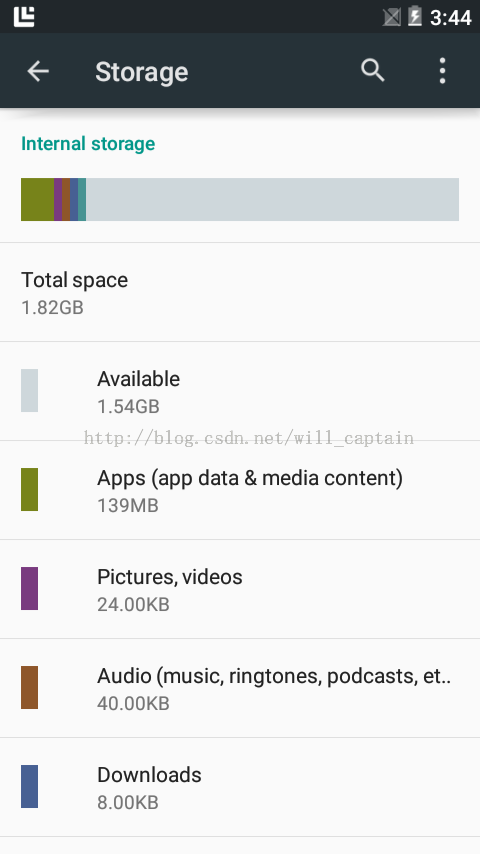 3:44
Storage
Internal storage
Total space
1.82GB
Available
1.54GB
http://blog.csdn.net/will_captain
Apps (app data & media content)
139MB
Pictures, videos
24.00KB
Audio (music, ringtones, podcasts, et..
40.00KB
Downloads
8.00KB